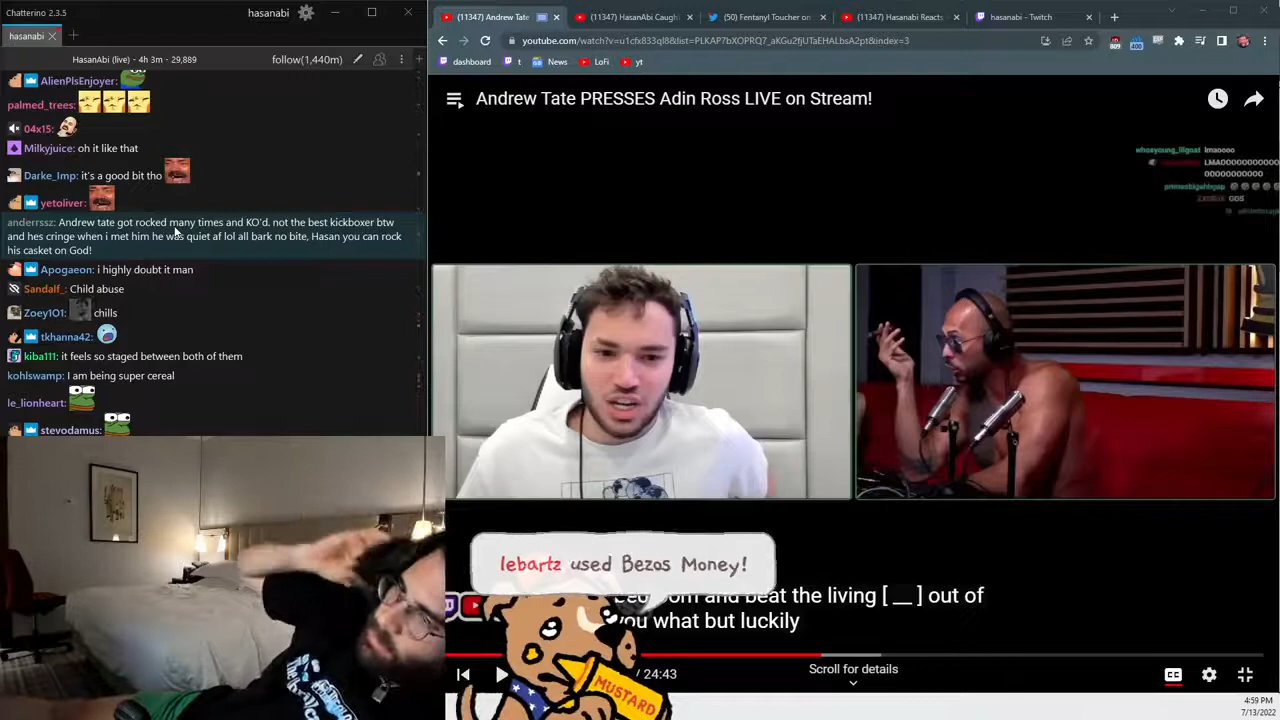 Chatterino 2.3.5
hasanabi
hasanabi
HasanAbi (live) - 4h 3m - 29,889
follow(1,440m)
AlienPlsEnjoyer:
palmed_trees:
04x15:
Milkyjuice: oh it like that
Darke_Imp: it's a good bit tho
yetoliver:
anderrssz: Andrew tate got rocked many times and KO'd. not the best kickboxer btw
and hes cringe when i met him he was quiet af lol all bark no bite, Hasan you can rock
his casket on God!
Apogaeon: i highly doubt it man
Sandalf_: Child abuse
Zoey1O1: chills
tkhanna42:
kiba111: it feels so staged between both of them
kohlswamp: I am being super cereal
le_lionheart:
stevodamus:
(11347) Andrew Tate
(11347) HasanAbi Caugh
(50) Fentanyl Toucher on
(11347) Hasanabi Reacts
hasanabi - Twitch
youtube.com/watch?v=u1cfx833ql8&list=PLKAP7bXOPRQ7_aKGu2fjUTaEHALbsA2pt&index=3
809
400
dashboard
t
News
LoFi
yt
Andrew Tate PRESSES Adin Ross LIVE on Stream!
lmaoooo
GGS
lebartz used Bezos Money!
and beat the living [ __ ] out of
you what but luckily
MUSTARD
24:43
Scroll for details
CC
4:59 PM
7/13/2022